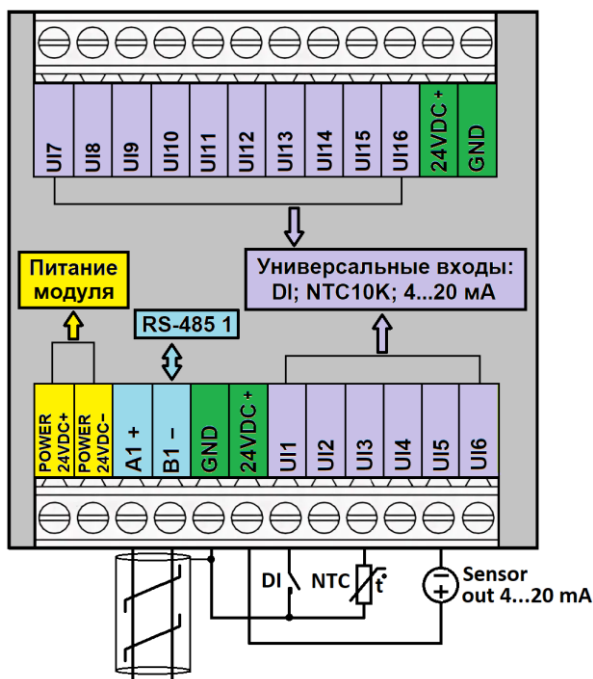 UI7
UI8
UI9
UI10
UI11
UI12
UI13
UI14
UI15
UI16
24VDC+
GND
Питание
модуля
Универсальные входы:
DI; NTC10K; 4...20 мА
RS-485 1
POWER
24VDC+
POWER
24VDC−
A1 +
B1 −
GND
24VDC+
UI1
UI2
UI3
UI4
UI5
UI6
DI
NTC
t°
Sensor
out 4...20 mA